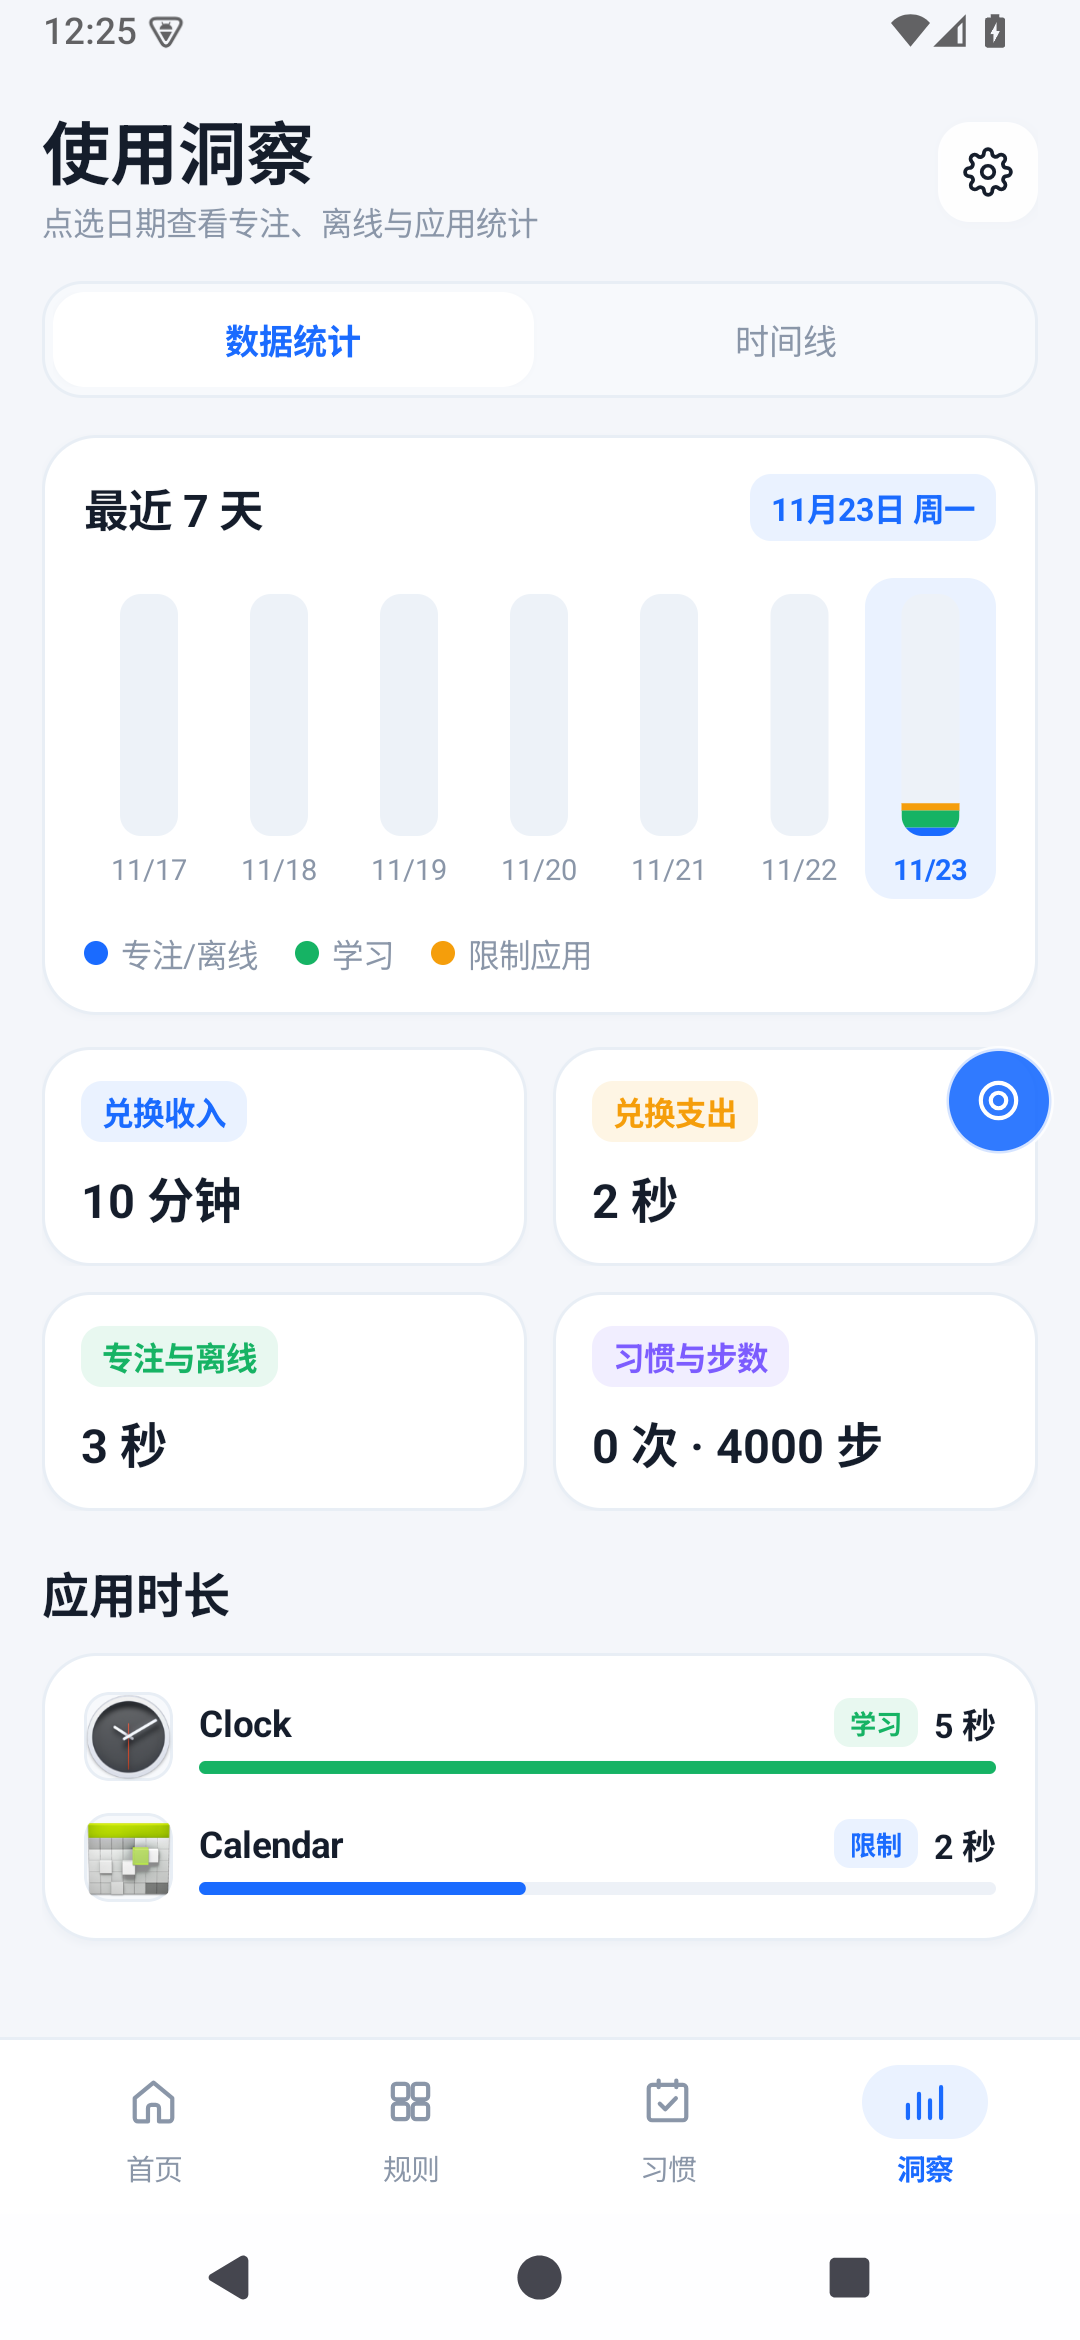 12:25
使用洞察
点选日期查看专注、离线与应用统计
数据统计
时间线
最近 7 天
11月23日 周一
11/17
11/18
11/19
11/20
11/21
11/22
11/23
专注/离线
学习
限制应用
兑换收入
10 分钟
兑换支出
2 秒
专注与离线
3 秒
习惯与步数
0 次 · 4000 步
应用时长
Clock
学习
5 秒
Calendar
限制
2 秒
首页
规则
习惯
洞察